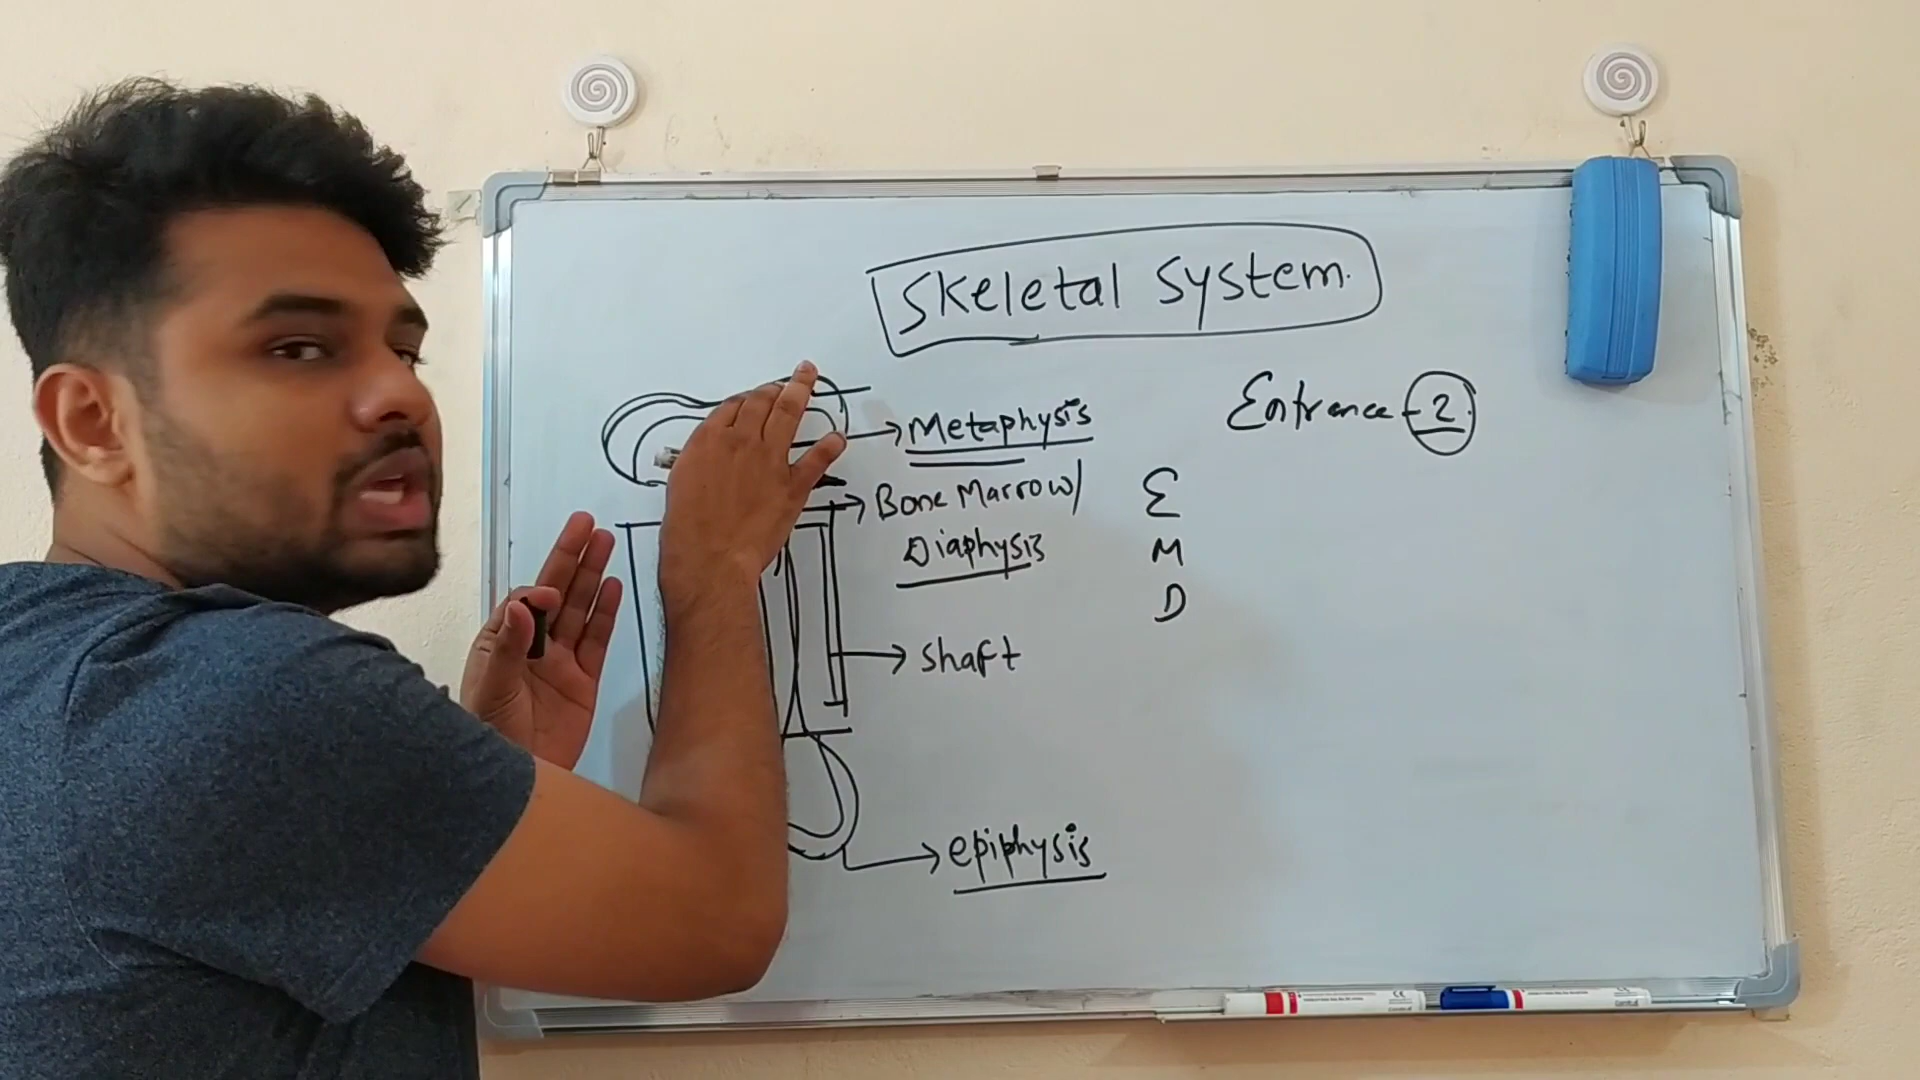 Skeletal System.
Entrance - 2.
Metaphysis
Bone Marrow/
Diaphysis
E
M
D
shaft
epiphysis